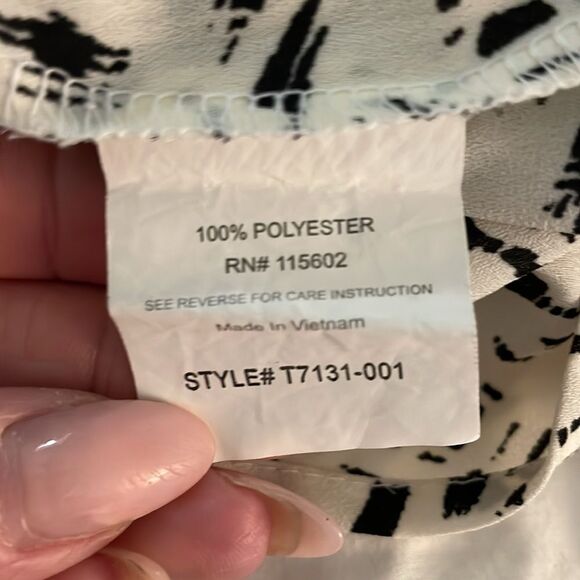 100% POLYESTER
RN# 115602
SEE REVERSE FOR CARE INSTRUCTION
Made In Vietnam
STYLE# T7131-001